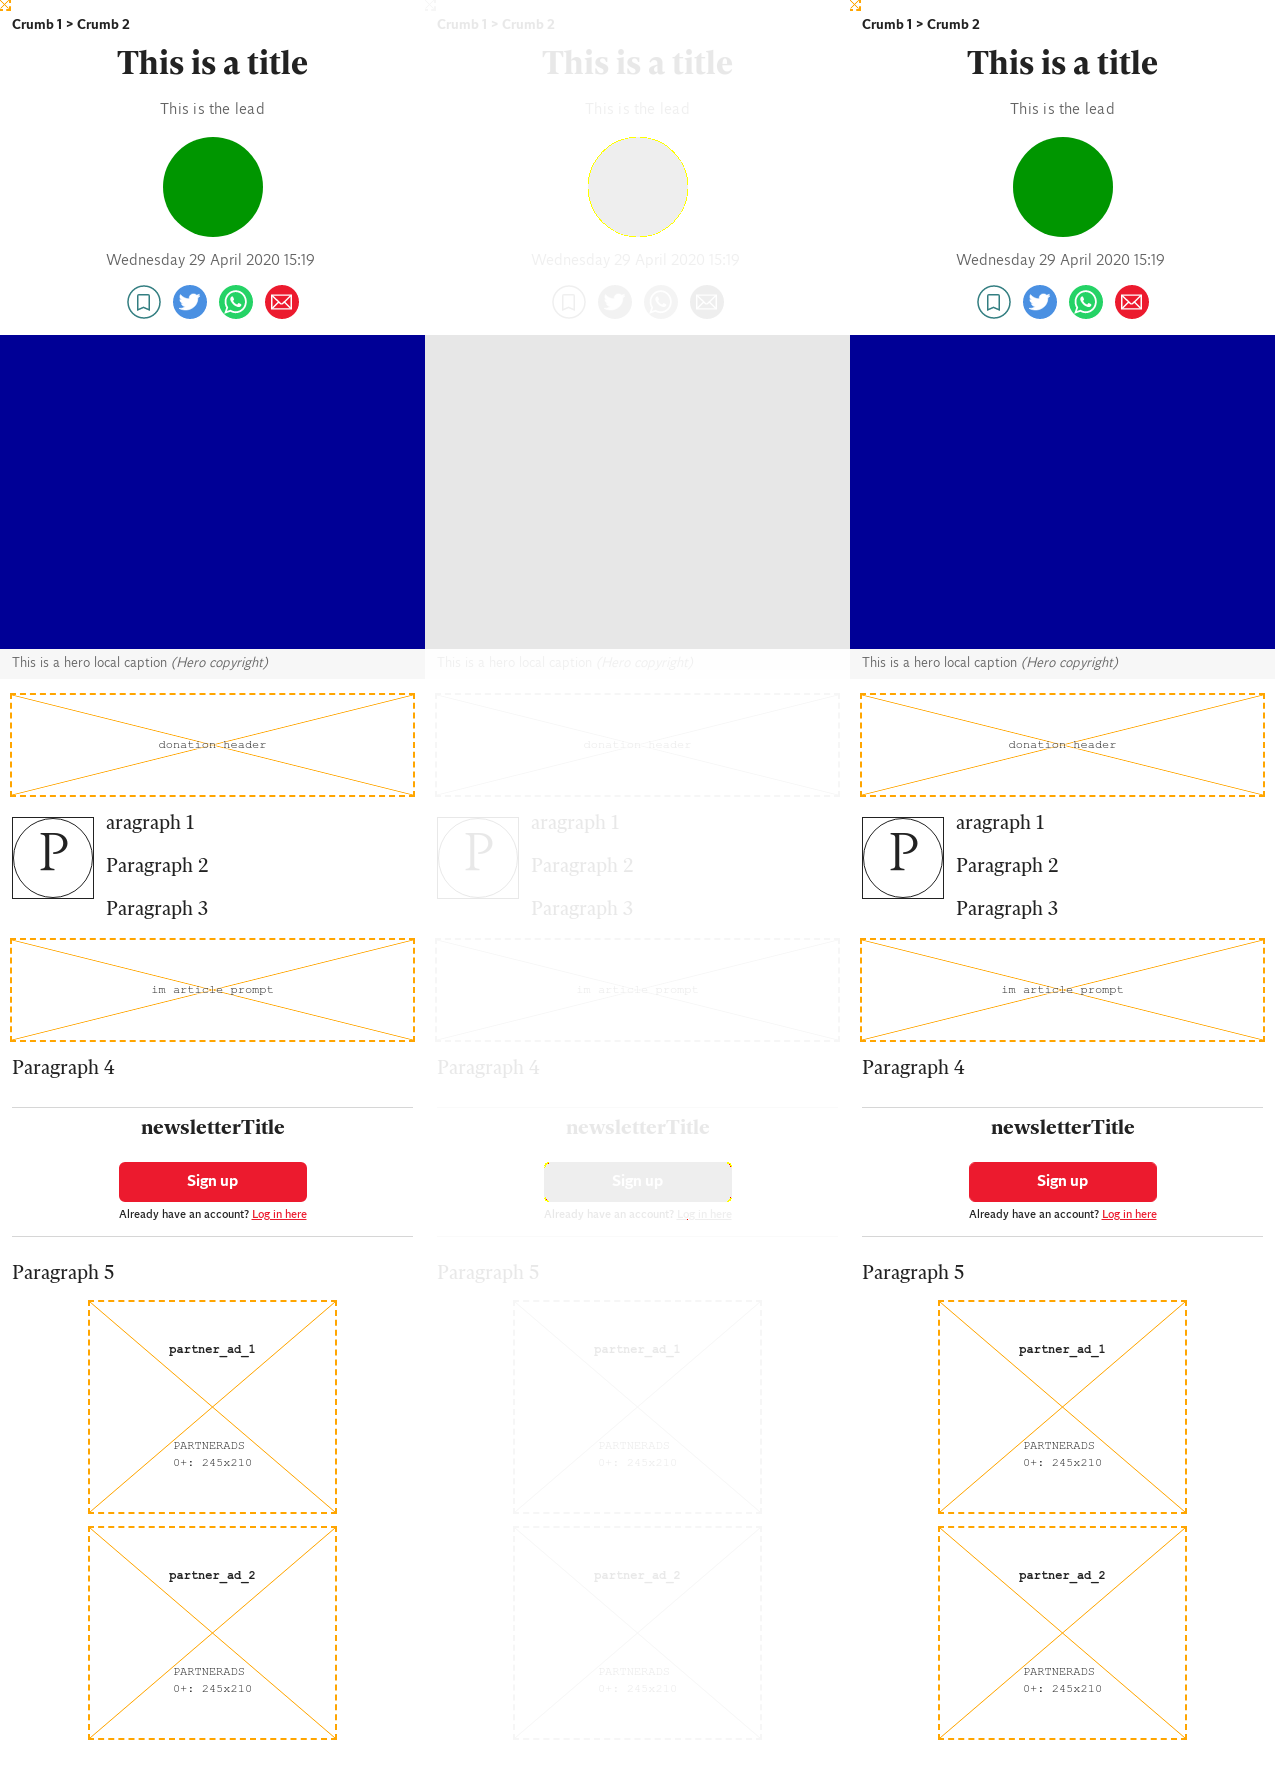 Crumb 1 > Crumb 2
This is a title
This is the lead
Wednesday 29 April 2020 15:19
This is a hero local caption (Hero copyright)
donation header
P
aragraph 1
Paragraph 2
Paragraph 3
im article prompt
Paragraph 4
newsletterTitle
Sign up
Already have an account? Log in here
Paragraph 5
partner_ad_1
PARTNERADS
0+: 245x210
partner_ad_2
PARTNERADS
0+: 245x210
Crumb 1 > Crumb 2
This is a title
This is the lead
Wednesday 29 April 2020 15:19
This is a hero local caption (Hero copyright)
donation header
P
aragraph 1
Paragraph 2
Paragraph 3
im article prompt
Paragraph 4
newsletterTitle
Sign up
Already have an account? Log in here
Paragraph 5
partner_ad_1
PARTNERADS
0+: 245x210
partner_ad_2
PARTNERADS
0+: 245x210
Crumb 1 > Crumb 2
This is a title
This is the lead
Wednesday 29 April 2020 15:19
This is a hero local caption (Hero copyright)
donation header
P
aragraph 1
Paragraph 2
Paragraph 3
im article prompt
Paragraph 4
newsletterTitle
Sign up
Already have an account? Log in here
Paragraph 5
partner_ad_1
PARTNERADS
0+: 245x210
partner_ad_2
PARTNERADS
0+: 245x210